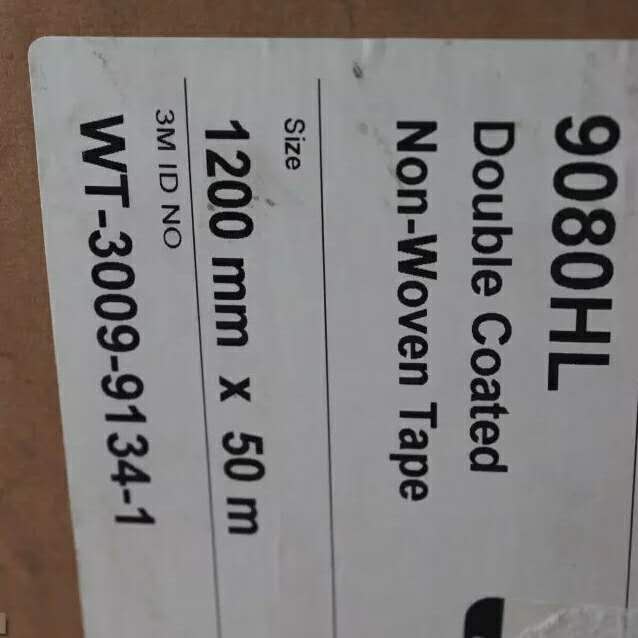 9080HL
Double Coated
Non-Woven Tape
Size
1200 mm x 50 m
3M ID NO
WT-3009-9134-1